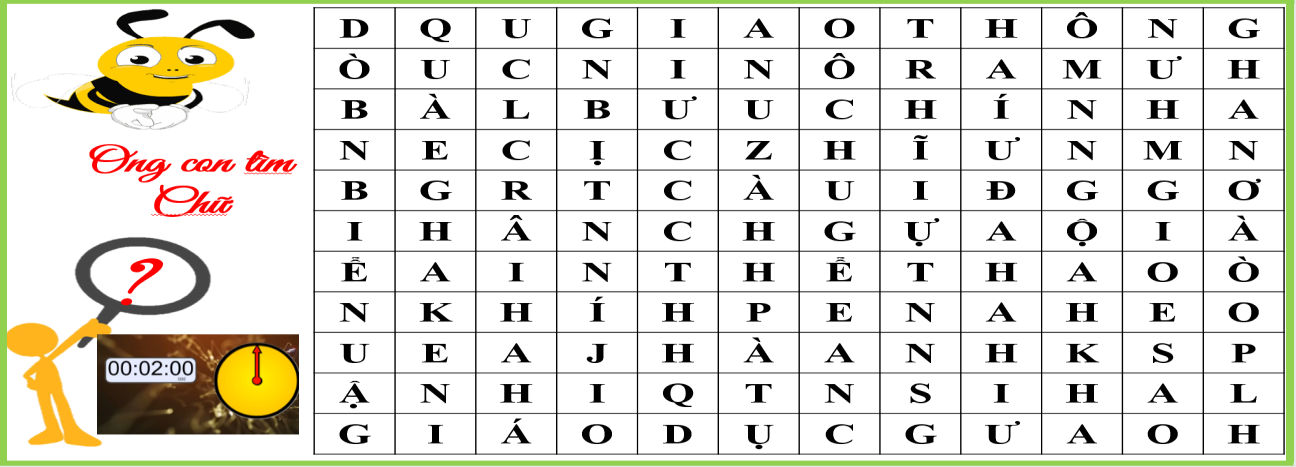 Ong con tìm
Chữ
?
00:02:00
D Q U G I A O T H Ô N G
Ò U C N I N Ô R A M Ư H
B À L B Ư U C H Í N H A
N E C Ị C Z H Ĩ Ư N M N
B G R T C À U I Đ G G Ơ
I H Â N C H G Ự A Ộ I À
Ể A I N T H Ể T H A O Ò
N K H Í H P E N A H E O
U E A J H À A N H K S P
Ậ N H I Q T N S I H A L
G I Á O D Ụ C G Ư A O H